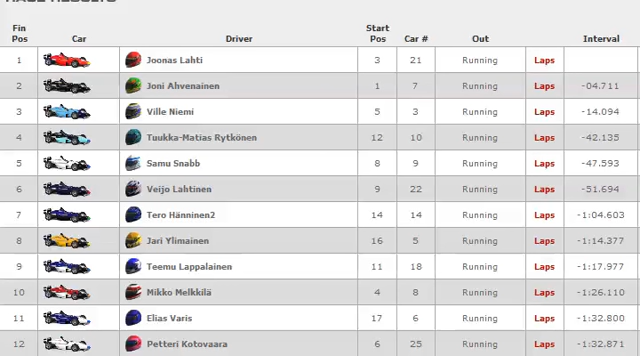 RACE RESULTS
Fin Pos Car Driver Start Pos Car # Out Interval
1 Joonas Lahti 3 21 Running Laps
2 Joni Ahvenainen 1 7 Running Laps -04.711
3 Ville Niemi 5 3 Running Laps -14.094
4 Tuukka-Matias Rytkönen 12 10 Running Laps -42.135
5 Samu Snabb 8 9 Running Laps -47.593
6 Veijo Lahtinen 9 22 Running Laps -51.694
7 Tero Hänninen2 14 14 Running Laps -1:04.603
8 Jari Ylimainen 16 5 Running Laps -1:14.377
9 Teemu Lappalainen 11 18 Running Laps -1:17.977
10 Mikko Melkkilä 4 8 Running Laps -1:26.110
11 Elias Varis 17 6 Running Laps -1:32.800
12 Petteri Kotovaara 6 25 Running Laps -1:32.871